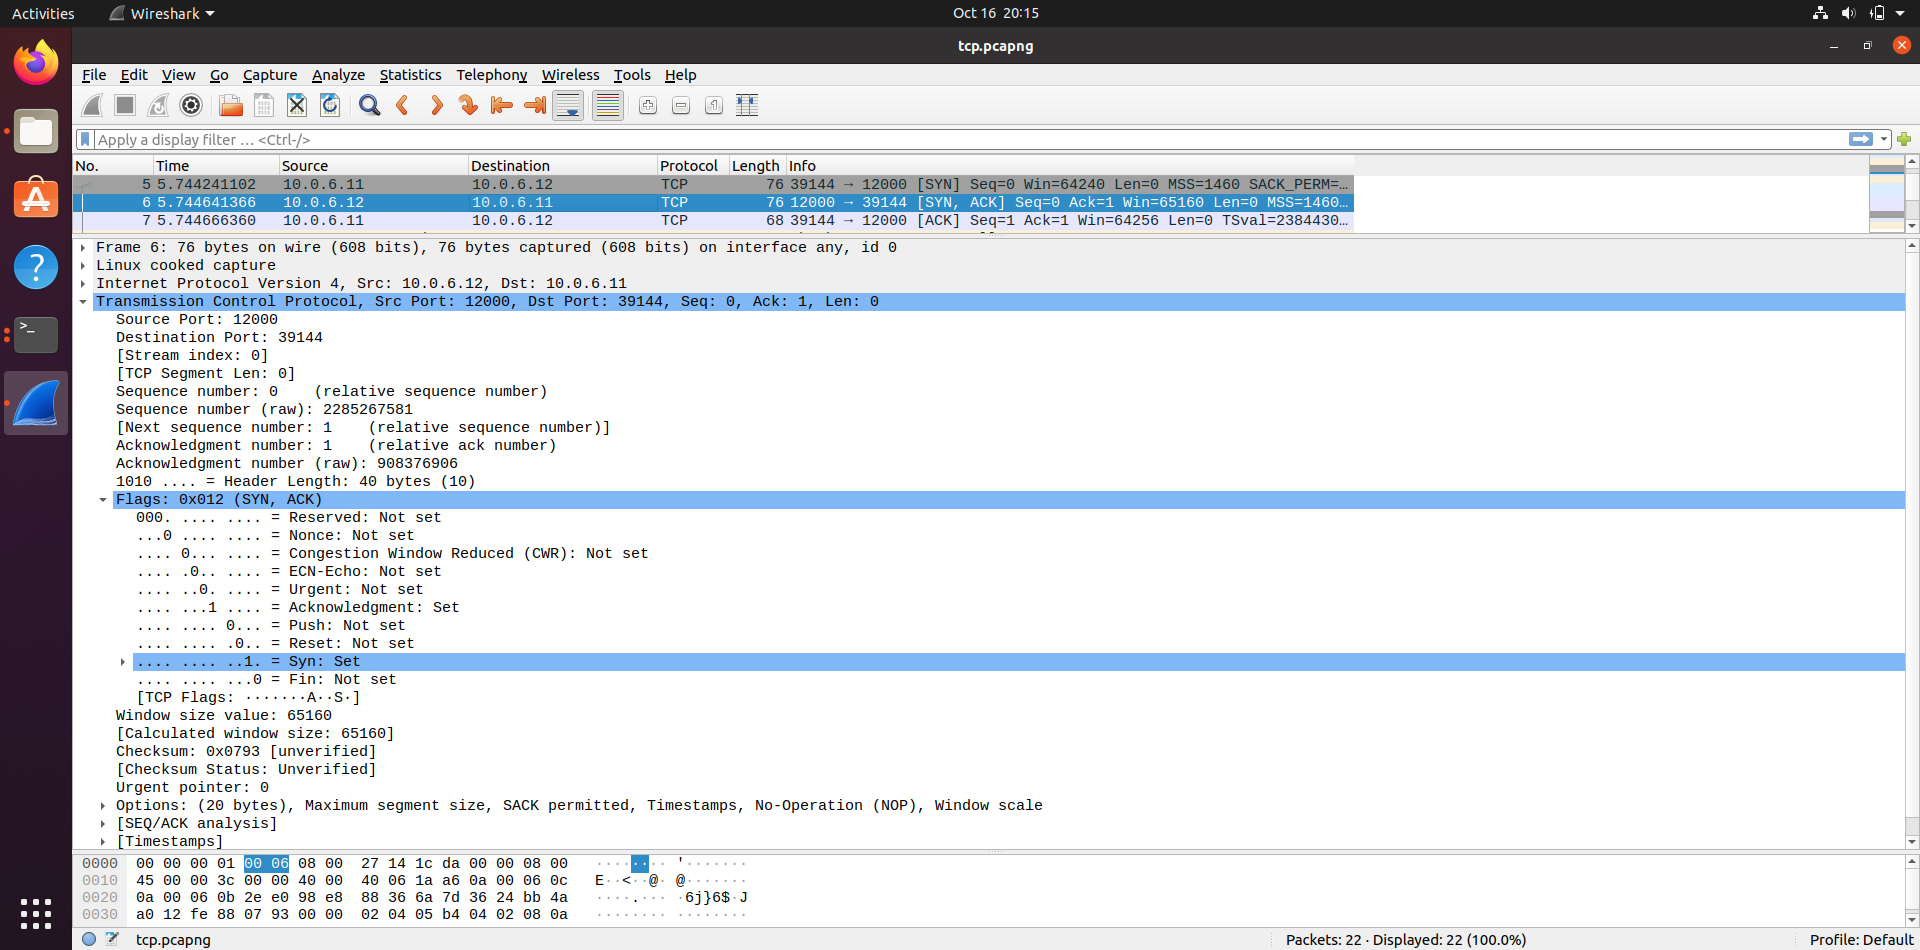 Activities Wireshark Oct 16 20:15
tcp.pcapng
File Edit View Go Capture Analyze Statistics Telephony Wireless Tools Help
Apply a display filter … <Ctrl-/>
No. Time Source Destination Protocol Length Info
5 5.744241102 10.0.6.11 10.0.6.12 TCP 76 39144 → 12000 [SYN] Seq=0 Win=64240 Len=0 MSS=1460 SACK_PERM=…
6 5.744641366 10.0.6.12 10.0.6.11 TCP 76 12000 → 39144 [SYN, ACK] Seq=0 Ack=1 Win=65160 Len=0 MSS=1460…
7 5.744666360 10.0.6.11 10.0.6.12 TCP 68 39144 → 12000 [ACK] Seq=1 Ack=1 Win=64256 Len=0 TSval=2384430…
Frame 6: 76 bytes on wire (608 bits), 76 bytes captured (608 bits) on interface any, id 0
Linux cooked capture
Internet Protocol Version 4, Src: 10.0.6.12, Dst: 10.0.6.11
Transmission Control Protocol, Src Port: 12000, Dst Port: 39144, Seq: 0, Ack: 1, Len: 0
Source Port: 12000
Destination Port: 39144
[Stream index: 0]
[TCP Segment Len: 0]
Sequence number: 0 (relative sequence number)
Sequence number (raw): 2285267581
[Next sequence number: 1 (relative sequence number)]
Acknowledgment number: 1 (relative ack number)
Acknowledgment number (raw): 908376906
1010 .... = Header Length: 40 bytes (10)
Flags: 0x012 (SYN, ACK)
000. .... .... = Reserved: Not set
...0 .... .... = Nonce: Not set
.... 0... .... = Congestion Window Reduced (CWR): Not set
.... .0.. .... = ECN-Echo: Not set
.... ..0. .... = Urgent: Not set
.... ...1 .... = Acknowledgment: Set
.... .... 0... = Push: Not set
.... .... .0.. = Reset: Not set
.... .... ..1. = Syn: Set
.... .... ...0 = Fin: Not set
[TCP Flags: ·······A··S·]
Window size value: 65160
[Calculated window size: 65160]
Checksum: 0x0793 [unverified]
[Checksum Status: Unverified]
Urgent pointer: 0
Options: (20 bytes), Maximum segment size, SACK permitted, Timestamps, No-Operation (NOP), Window scale
[SEQ/ACK analysis]
[Timestamps]
0000 00 00 00 01 00 06 08 00 27 14 1c da 00 00 08 00 ········ '·······
0010 45 00 00 3c 00 00 40 00 40 06 1a a6 0a 00 06 0c E··<··@· @·······
0020 0a 00 06 0b 2e e0 98 e8 88 36 6a 7d 36 24 bb 4a ····.··· ·6j}6$·J
0030 a0 12 fe 88 07 93 00 00 02 04 05 b4 04 02 08 0a ········ ········
tcp.pcapng Packets: 22 · Displayed: 22 (100.0%) Profile: Default